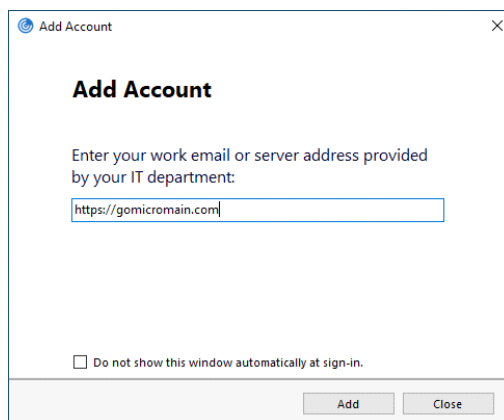 Add Account
Add Account
Enter your work email or server address provided
by your IT department:
https://gomicromain.com
Do not show this window automatically at sign-in.
Add Close